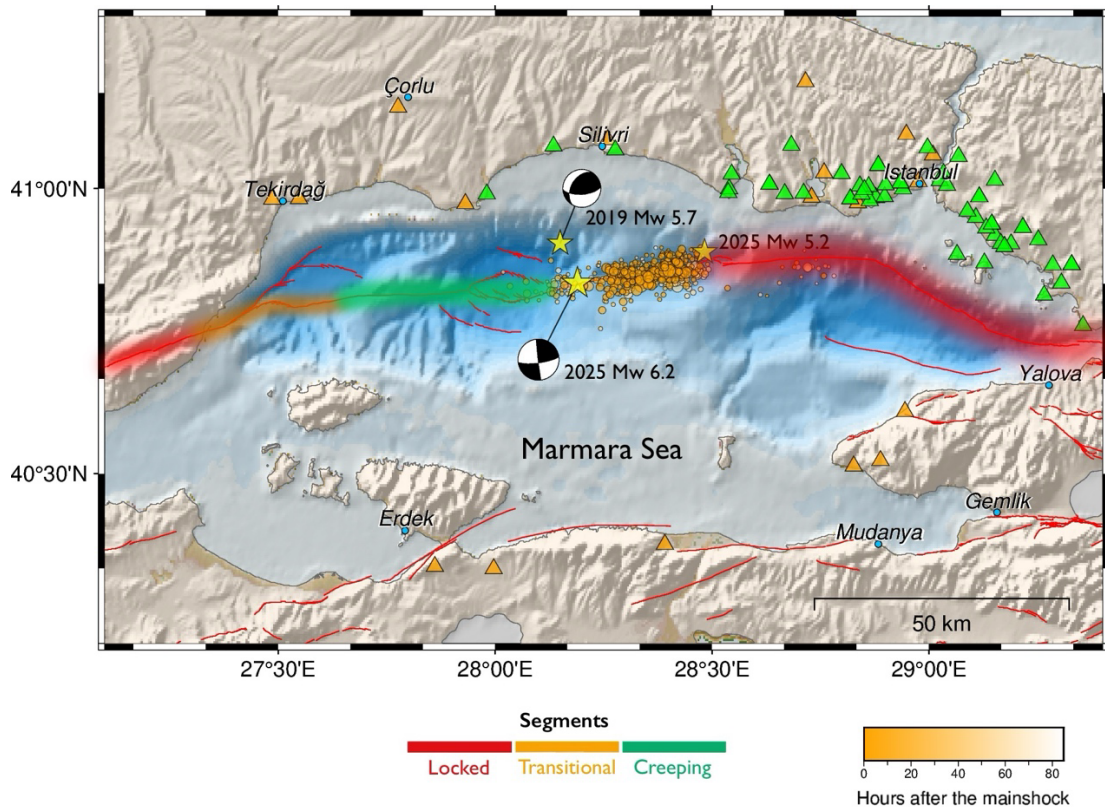 Çorlu
Silivri
Istanbul
41°00'N
Tekirdağ
2019 Mw 5.7
2025 Mw 5.2
2025 Mw 6.2
Yalova
Marmara Sea
40°30'N
Erdek
Gemlik
Mudanya
50 km
27°30'E
28°00'E
28°30'E
29°00'E
Segments
Locked
Transitional
Creeping
0 20 40 60 80
Hours after the mainshock